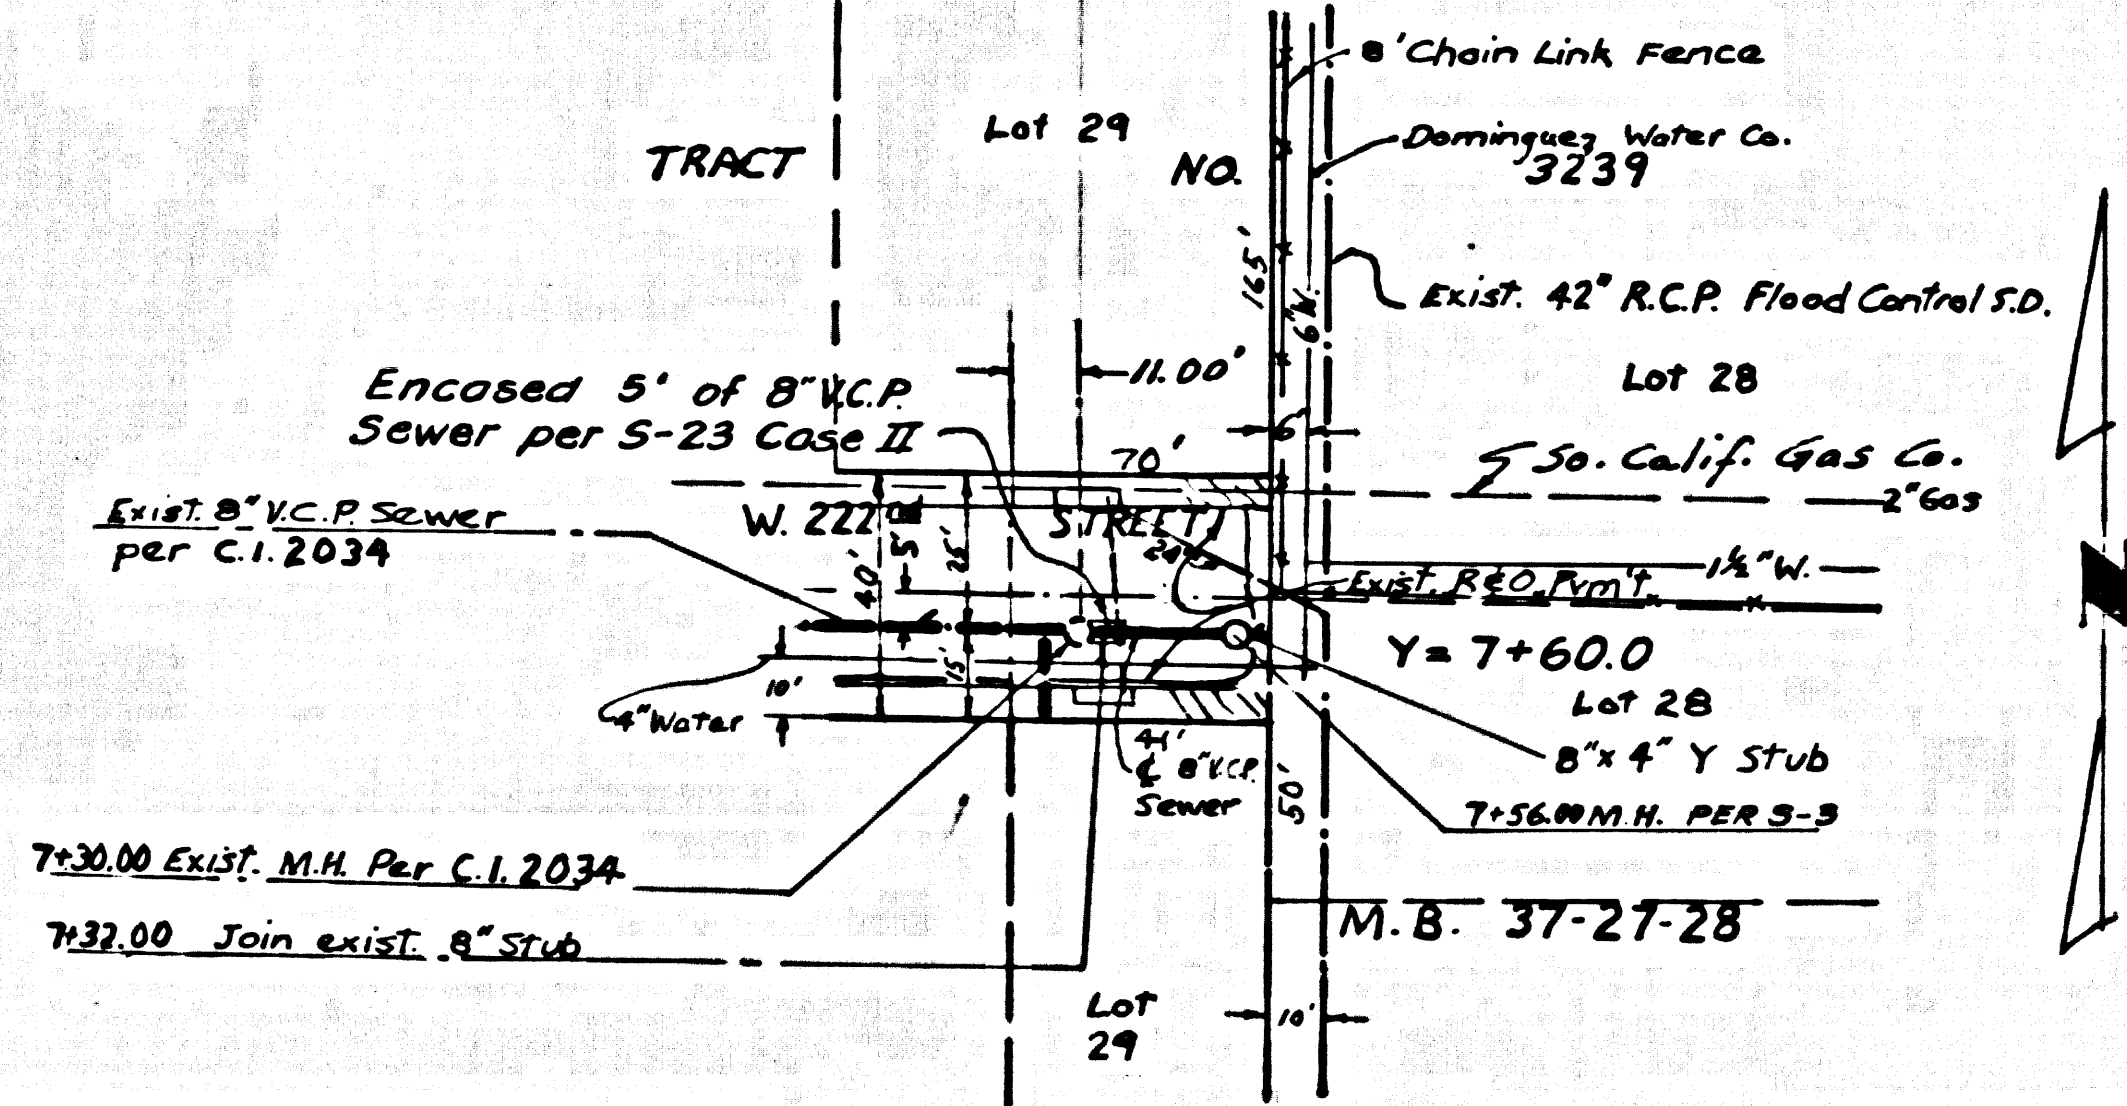 8' Chain Link Fence
Lot 29
Dominguez Water Co.
TRACT NO. 3239
165'
6"W.
Exist. 42" R.C.P. Flood Control S.D.
11.00'
Lot 28
Encased 5' of 8" V.C.P.
Sewer per S-23 Case II
6'
70'
So. Calif. Gas Co.
2" Gas
Exist. 8" V.C.P. Sewer
per C.I. 2034
W. 222 STREET
40'
5'
25'
24'
1½" W.
Exist. R&O. Pvm't.
Y= 7+60.0
15'
10'
4" Water
Lot 28
8"x 4" Y Stub
¢ 8" V.C.P.
Sewer
50'
7+56.00 M.H. PER S-3
7+30.00 Exist. M.H. Per C.I. 2034
7+32.00 Join exist. 8" Stub
M.B. 37-27-28
Lot
29
10'
N